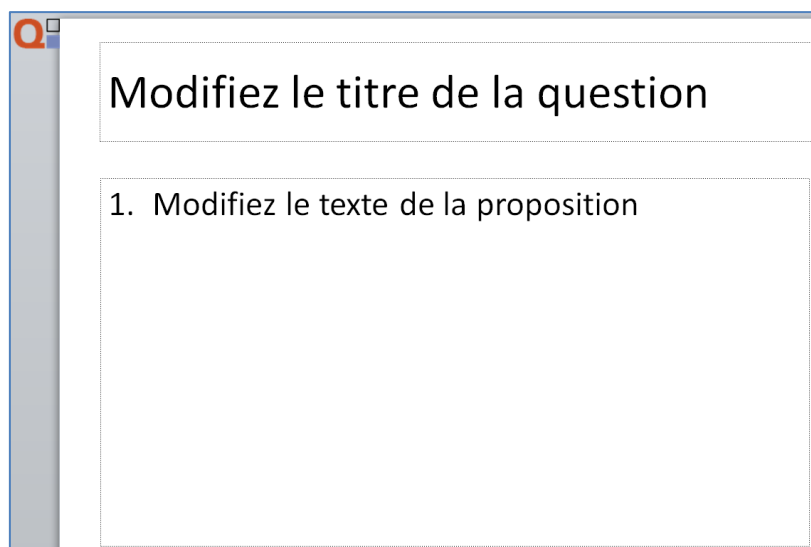 Q
Modifiez le titre de la question
1. Modifiez le texte de la proposition